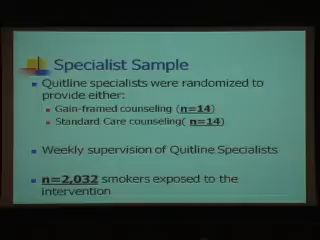 Specialist Sample
Quitline specialists were randomized to
provide either:
Gain-framed counseling (n=14)
Standard Care counseling( n=14)
Weekly supervision of Quitline Specialists
n=2,032 smokers exposed to the
intervention